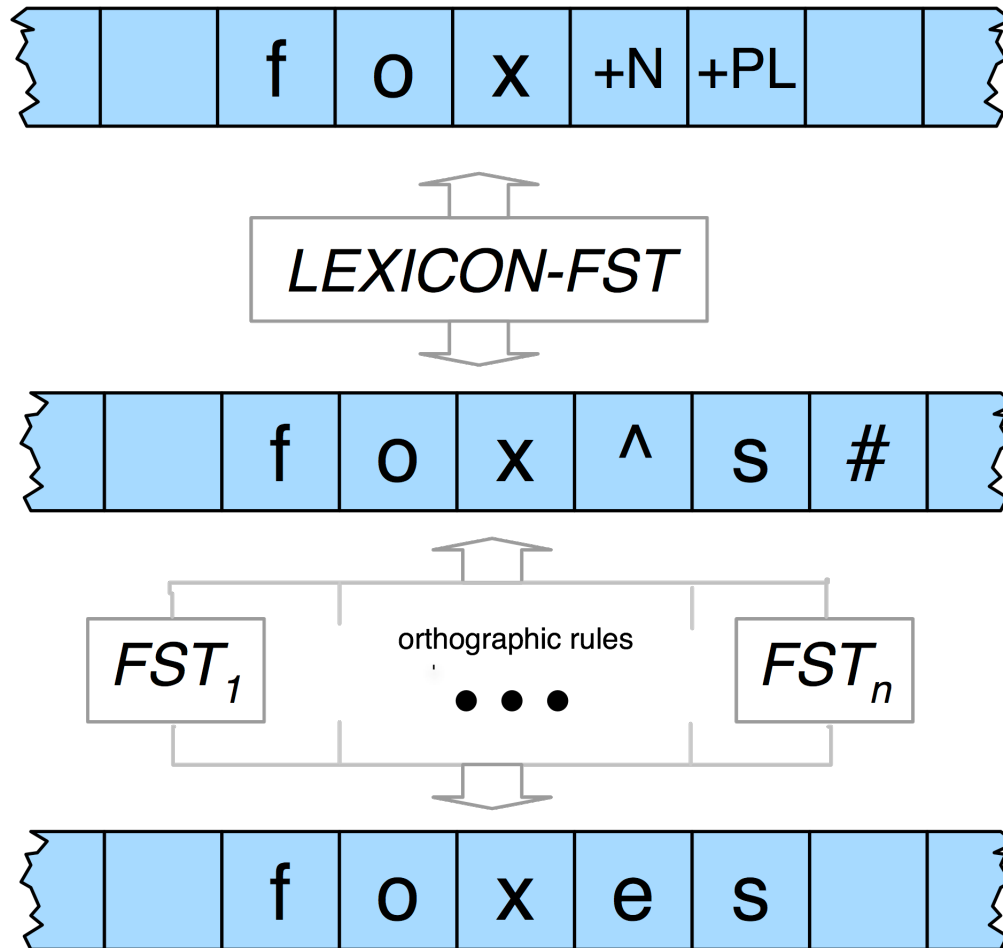 f o x +N +PL
LEXICON-FST
f o x ^ s #
orthographic rules
FST1 ● ● ● FSTn
f o x e s